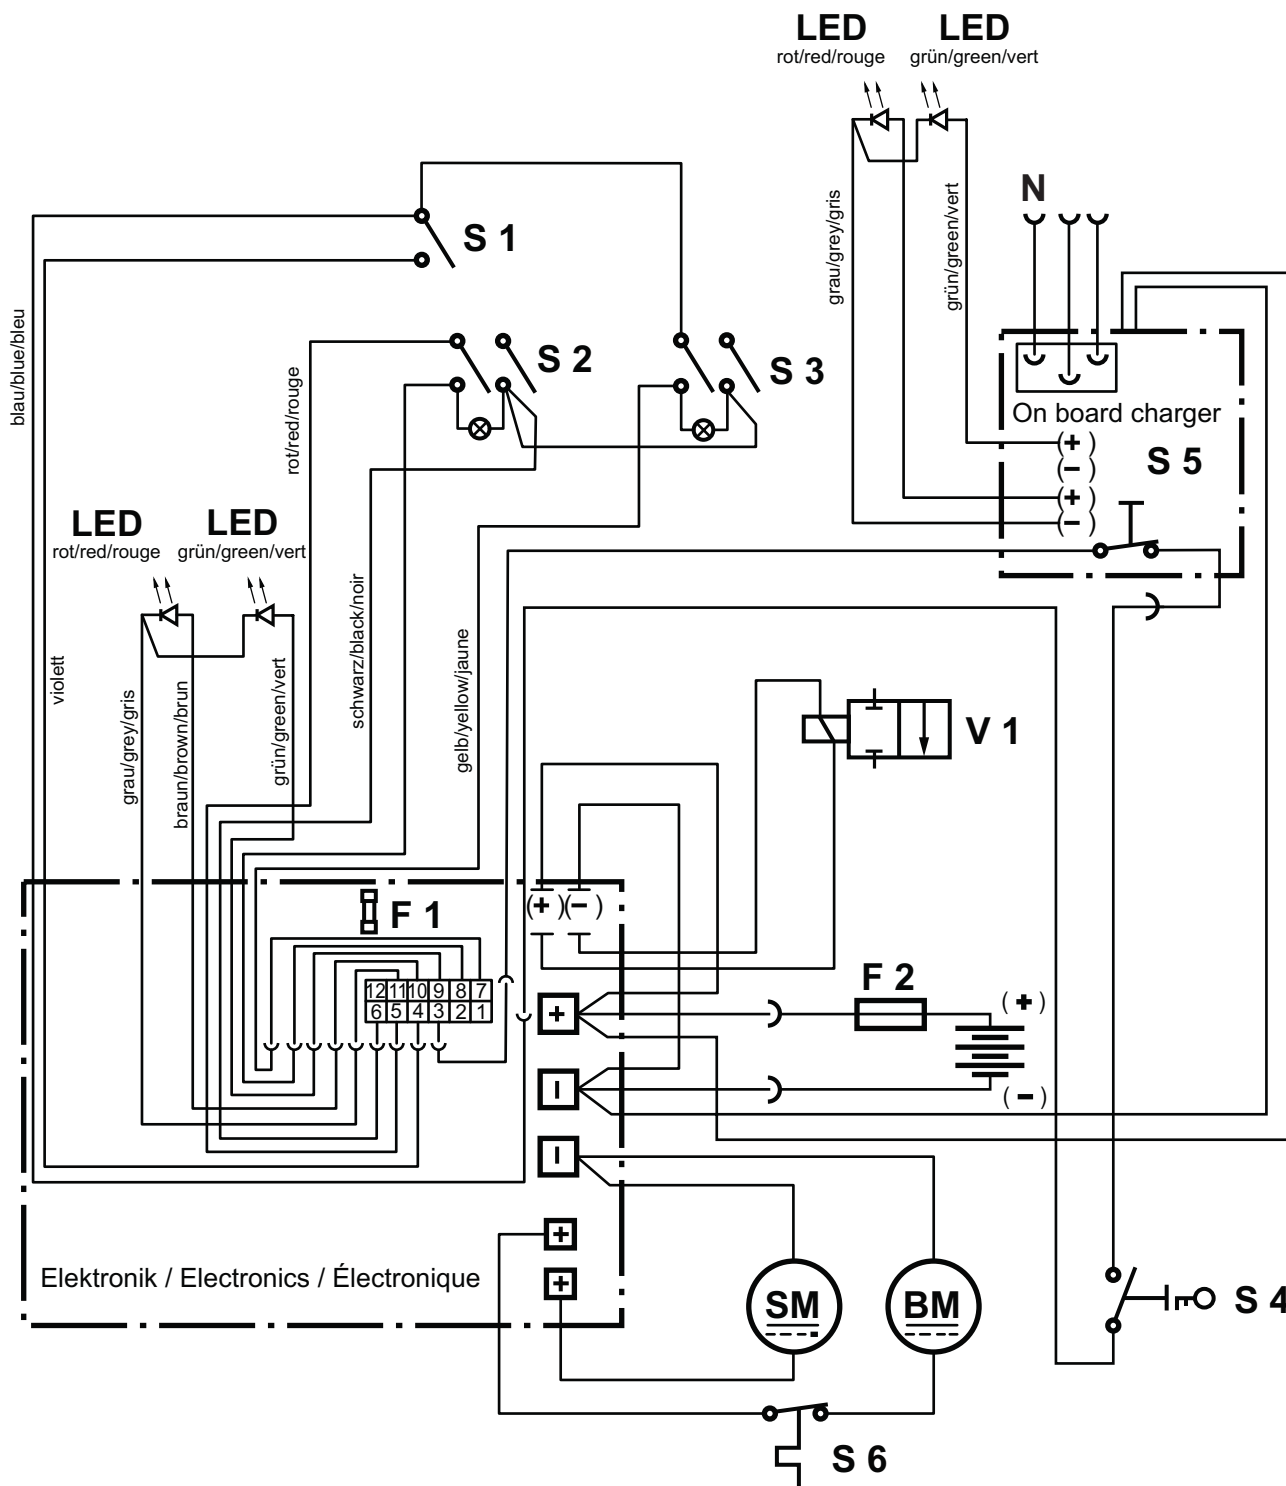 LED
rot/red/rouge
LED
grün/green/vert
N
S 1
grau/grey/gris
grün/green/vert
blau/blue/bleu
S 2
S 3
rot/red/rouge
On board charger
(+)
(−)
(+)
(−)
S 5
LED
rot/red/rouge
LED
grün/green/vert
violett
grau/grey/gris
braun/brown/brun
grün/green/vert
schwarz/black/noir
gelb/yellow/jaune
V 1
F 1
(+)(−)
12 11 10 9 8 7
6 5 4 3 2 1
F 2
+
(+)
−
(−)
−
+
+
Elektronik / Electronics / Électronique
SM
BM
S 4
S 6